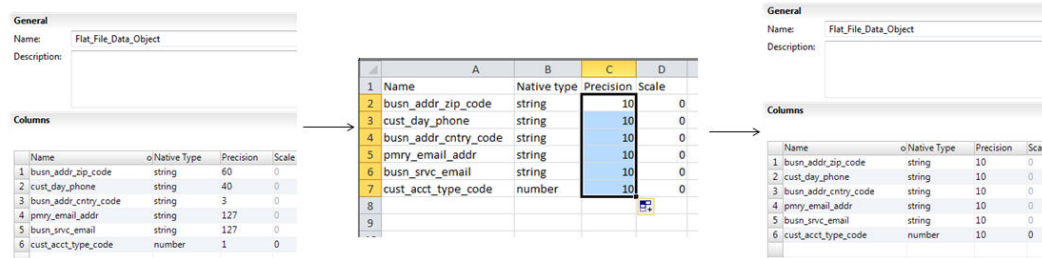 General
Name: Flat_File_Data_Object
Description:
Columns
Name o Native Type Precision Scale
1 busn_addr_zip_code string 60 0
2 cust_day_phone string 40 0
3 busn_addr_cntry_code string 3 0
4 pmry_email_addr string 127 0
5 busn_srvc_email string 127 0
6 cust_acct_type_code number 1 0
A B C D
1 Name Native type Precision Scale
2 busn_addr_zip_code string 10 0
3 cust_day_phone string 10 0
4 busn_addr_cntry_code string 10 0
5 pmry_email_addr string 10 0
6 busn_srvc_email string 10 0
7 cust_acct_type_code number 10 0
8
9
General
Name: Flat_File_Data_Object
Description:
Columns
Name o Native Type Precision Sca
1 busn_addr_zip_code string 10 0
2 cust_day_phone string 10 0
3 busn_addr_cntry_code string 10 0
4 pmry_email_addr string 10 0
5 busn_srvc_email string 10 0
6 cust_acct_type_code number 10 0